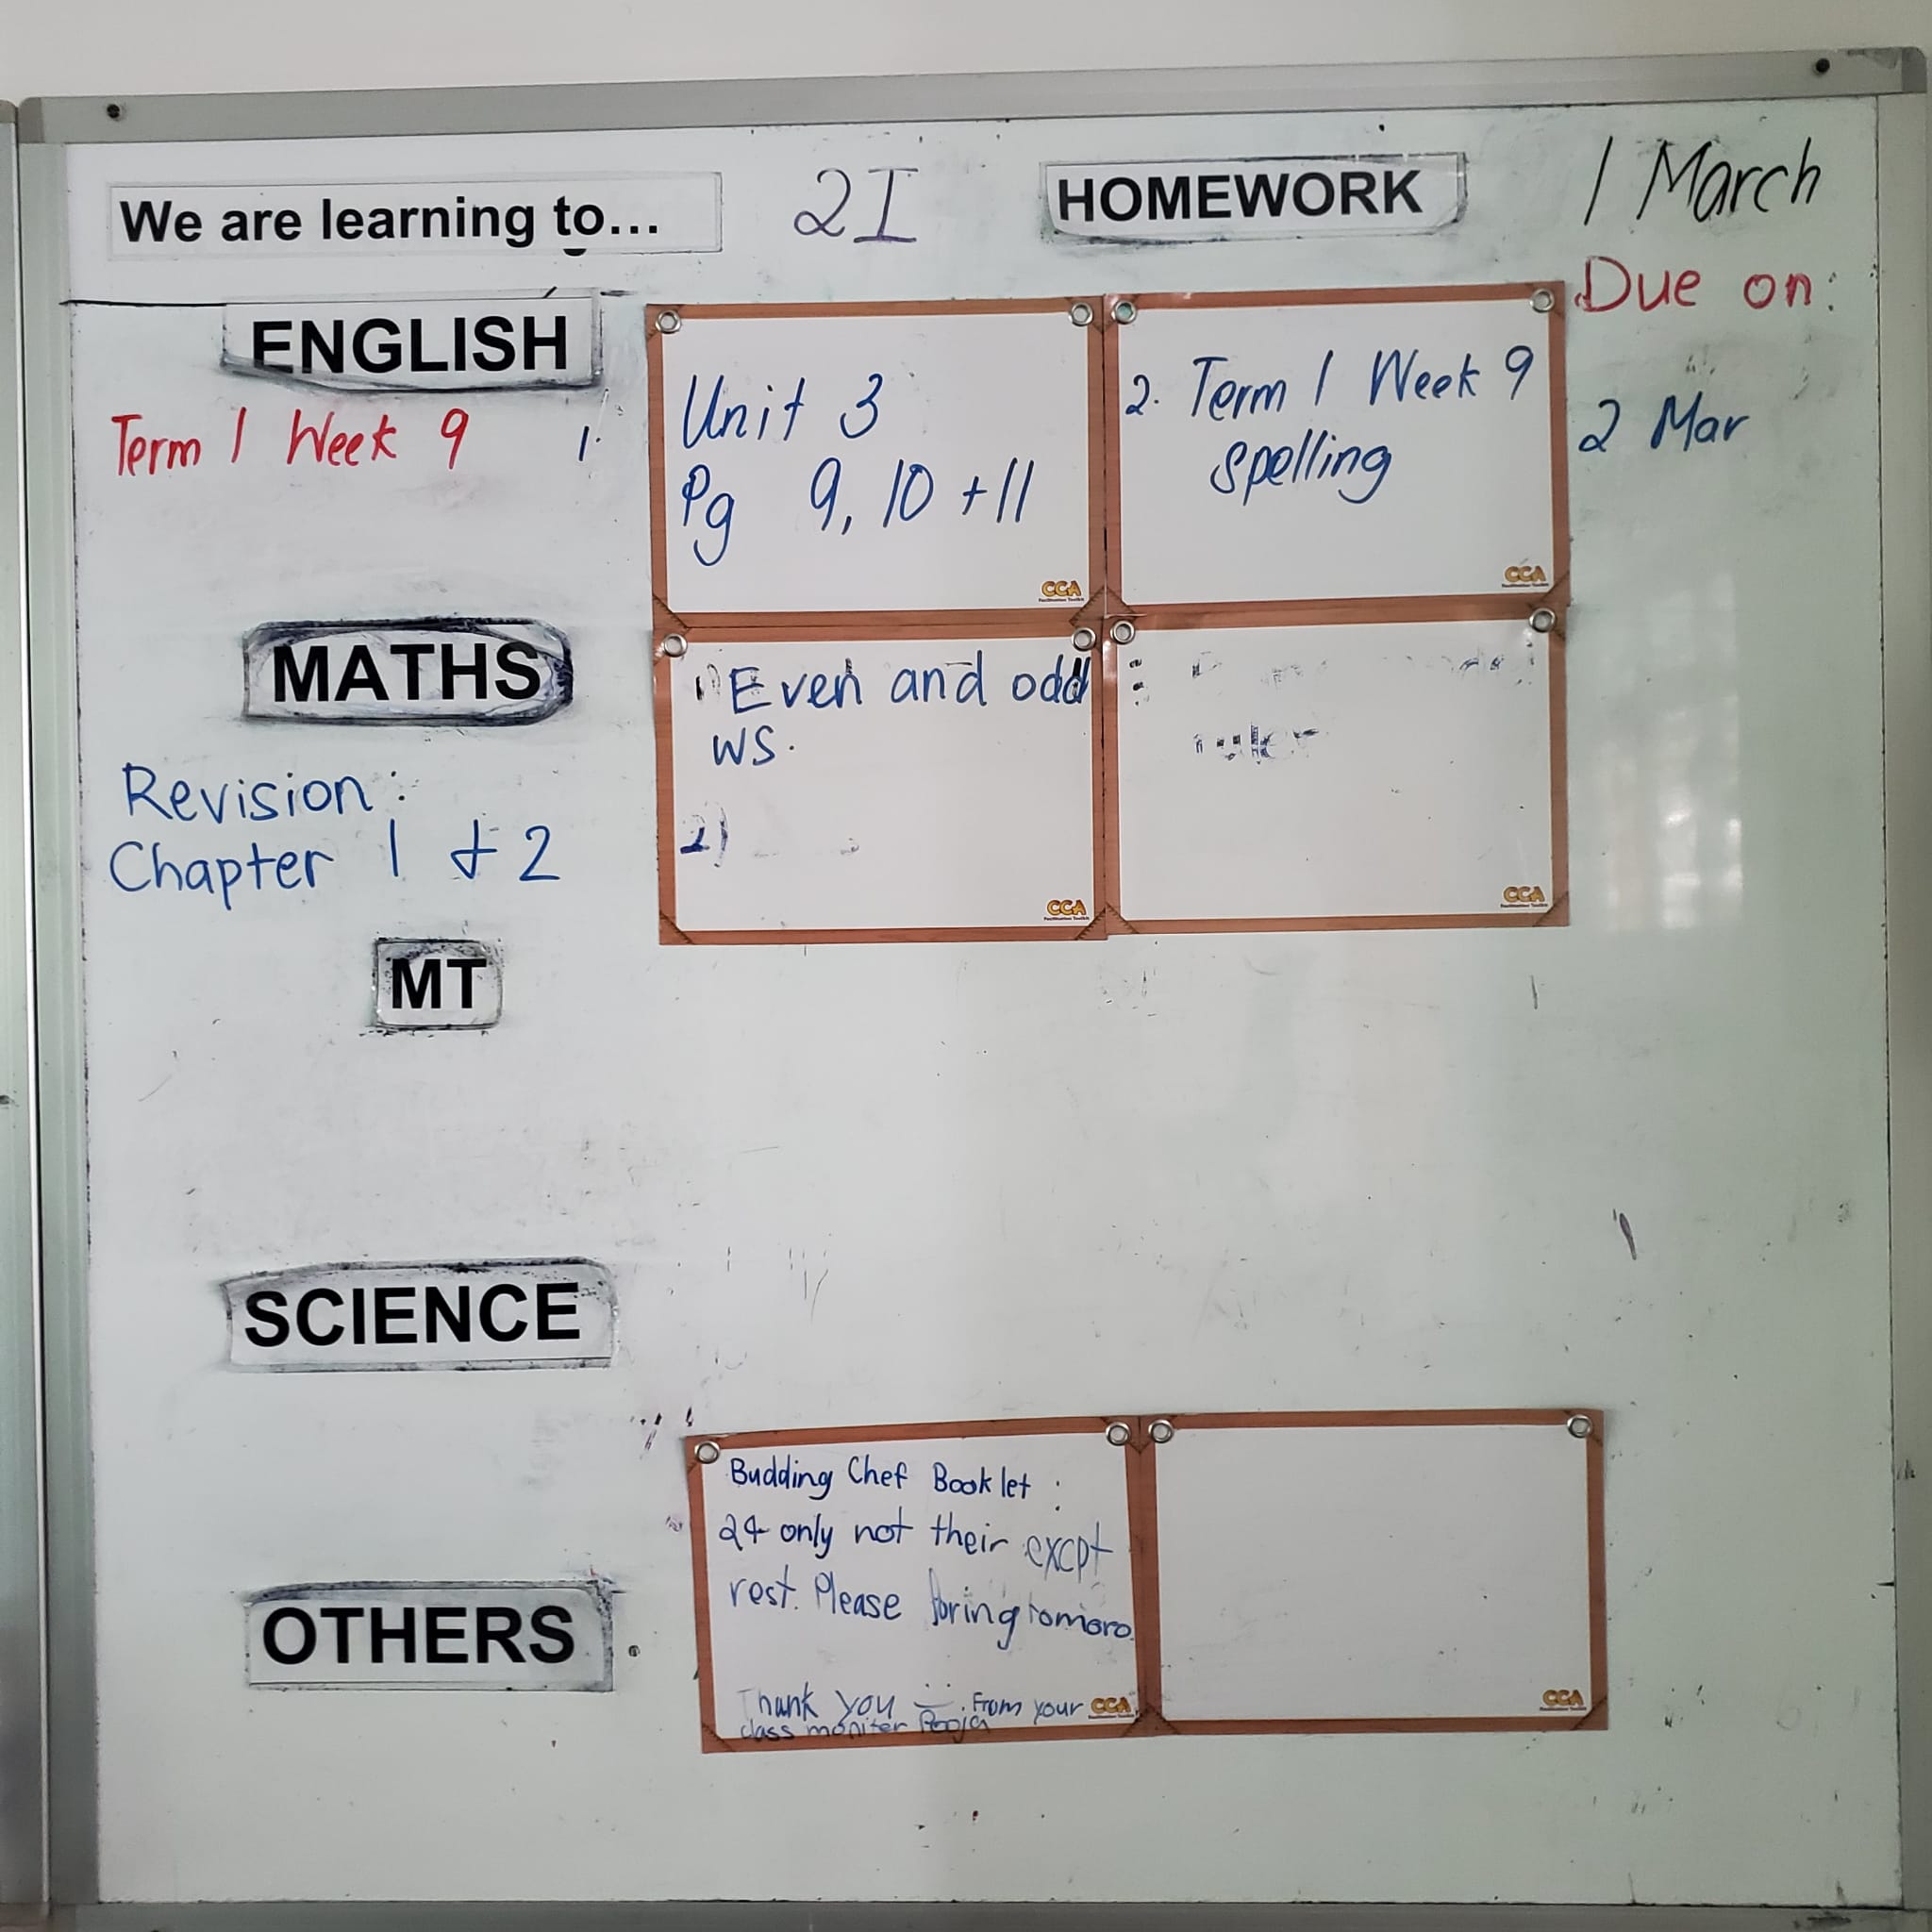 We are learning to...
2I
HOMEWORK
1 March
Due on:
ENGLISH
Term 1 Week 9
1.
Unit 3
Pg 9, 10 + 11
CCA
2. Term 1 Week 9
Spelling
CCA
2 Mar
MATHS
Revision:
Chapter 1 & 2
1) Even and odd
WS.
2)
CCA
ruler
CCA
MT
SCIENCE
OTHERS
Budding Chef Booklet :
24 only not their excpt
rest. Please bring tomoro.
Thank you From your
class moniter Pooja
CCA
CCA